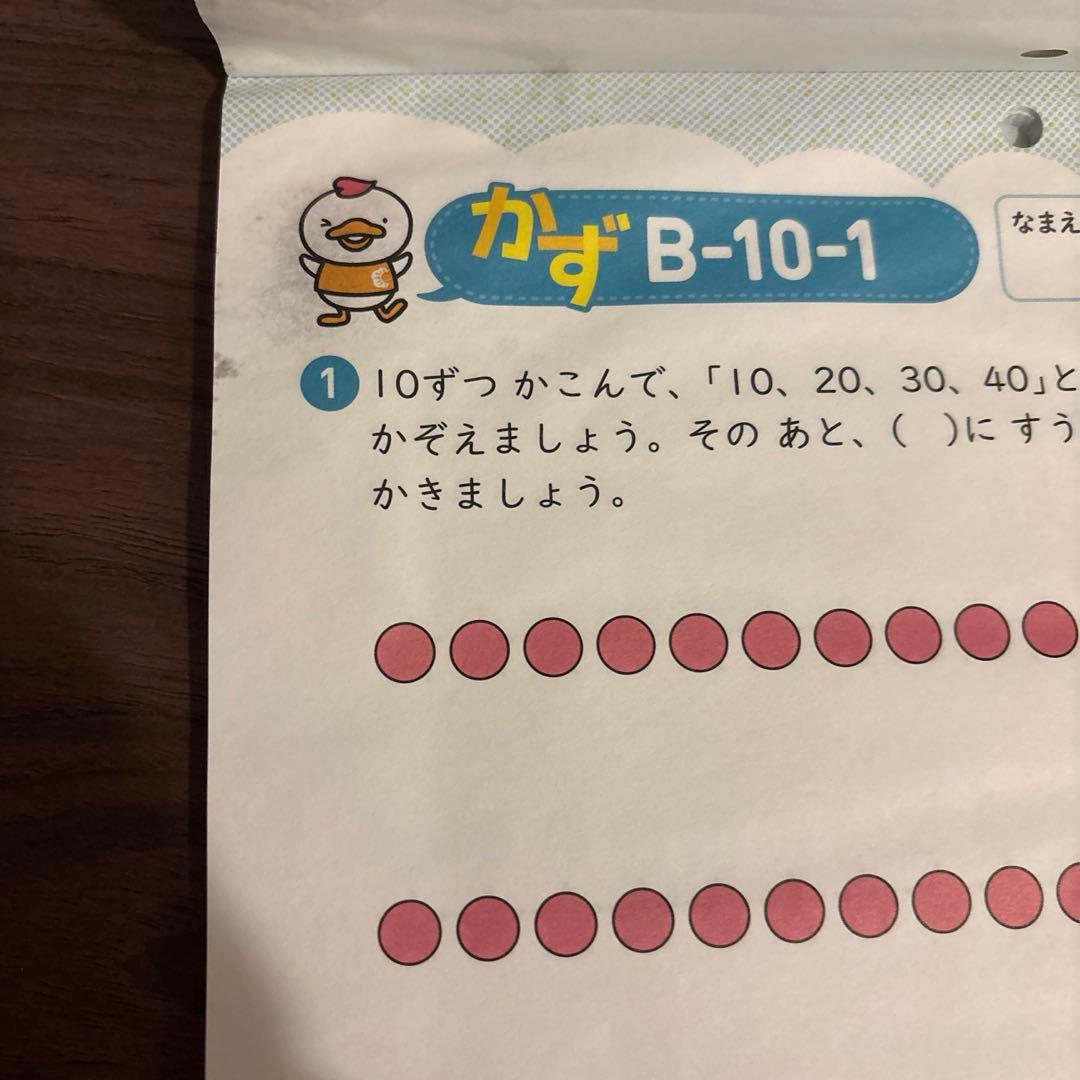 かず B-10-1
なまえ
1 10ずつ かこんで、「10、20、30、40」と
かぞえましょう。その あと、(　)に すう
かきましょう。